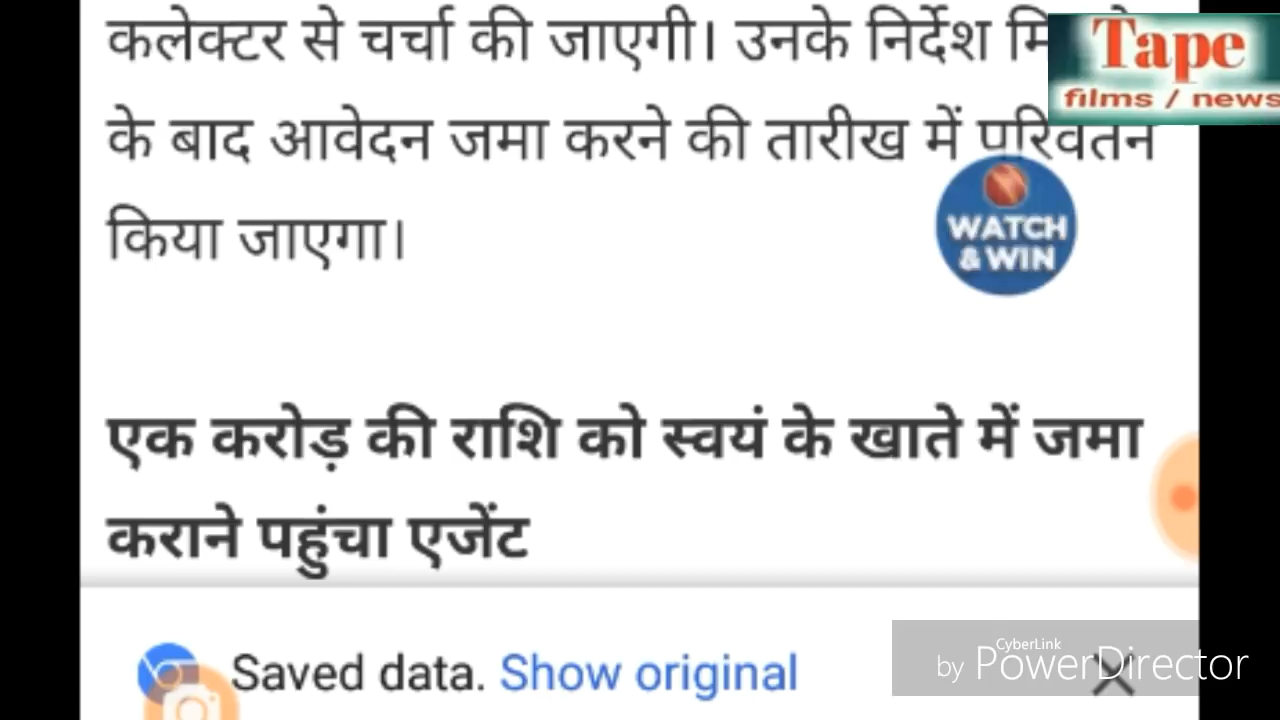 कलेक्टर से चर्चा की जाएगी। उनके निर्देश
Tape
films / news
के बाद आवेदन जमा करने की तारीख में परिवर्तन
किया जाएगा।
WATCH
& WIN
एक करोड़ की राशि को स्वयं के खाते में जमा
कराने पहुंचा एजेंट
Saved data. Show original
CyberLink
by PowerDirector